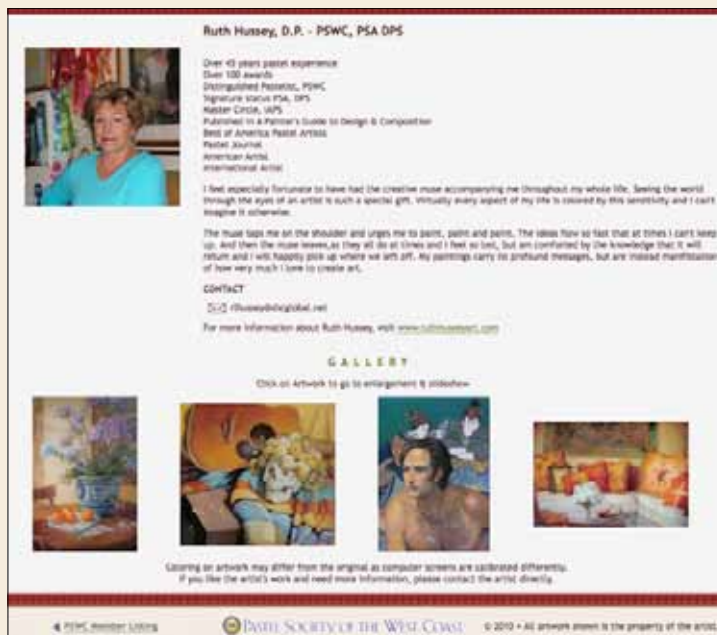 Ruth Hussey, D.P. - PSWC, PSA DPS
Over 45 years pastel experience
Over 100 awards
Distinguished Pastelist, PSWC
Signature status PSA, DPS
Master Circle, IAPS
Published in A Painter's Guide to Design & Composition
Best of America Pastel Artists
Pastel Journal
American Artist
International Artist
I feel especially fortunate to have had the creative muse accompanying me throughout my whole life. Seeing the world
through the eyes of an artist is such a special gift. Virtually every aspect of my life is colored by this sensitivity and I can't
imagine it otherwise.
The muse taps me on the shoulder and urges me to paint, paint and paint. The ideas flow so fast that at times I can't keep
up. And then the muse leaves,as they all do at times and I feel so lost, but am comforted by the knowledge that it will
return and I will happily pick up where we left off. My paintings carry no profound messages, but are instead
of how very much I love to create art.
CONTACT
For more information about Ruth Hussey, visit www.ruthhusseyart.com
GALLERY
Click on Artwork to go to enlargement & slideshow
Coloring on artwork may differ from the original as computer screens are calibrated differently.
If you like the artist's work and need more information, please contact the artist directly.
PSWC Member Listing
PASTEL SOCIETY OF THE WEST COAST
© 2010 • All artwork shown is the property of the artist.